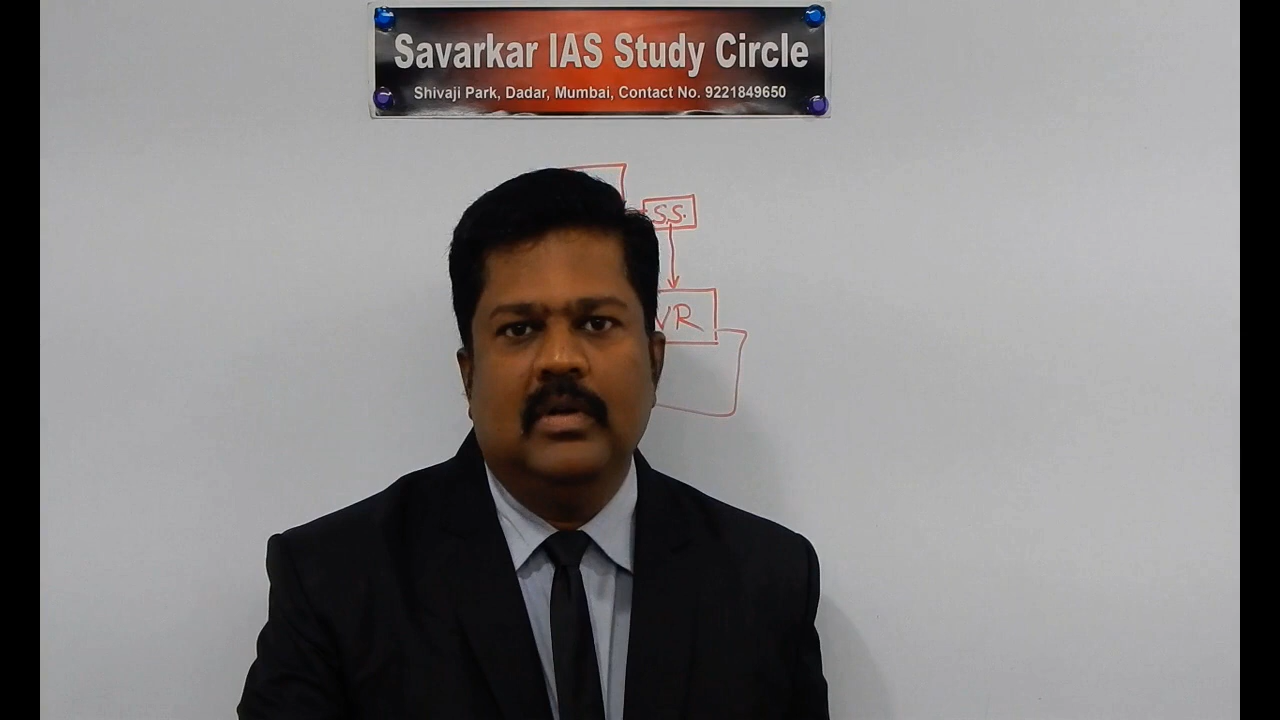 Savarkar IAS Study Circle
Shivaji Park, Dadar, Mumbai, Contact No. 9221849650
S.S.
VR